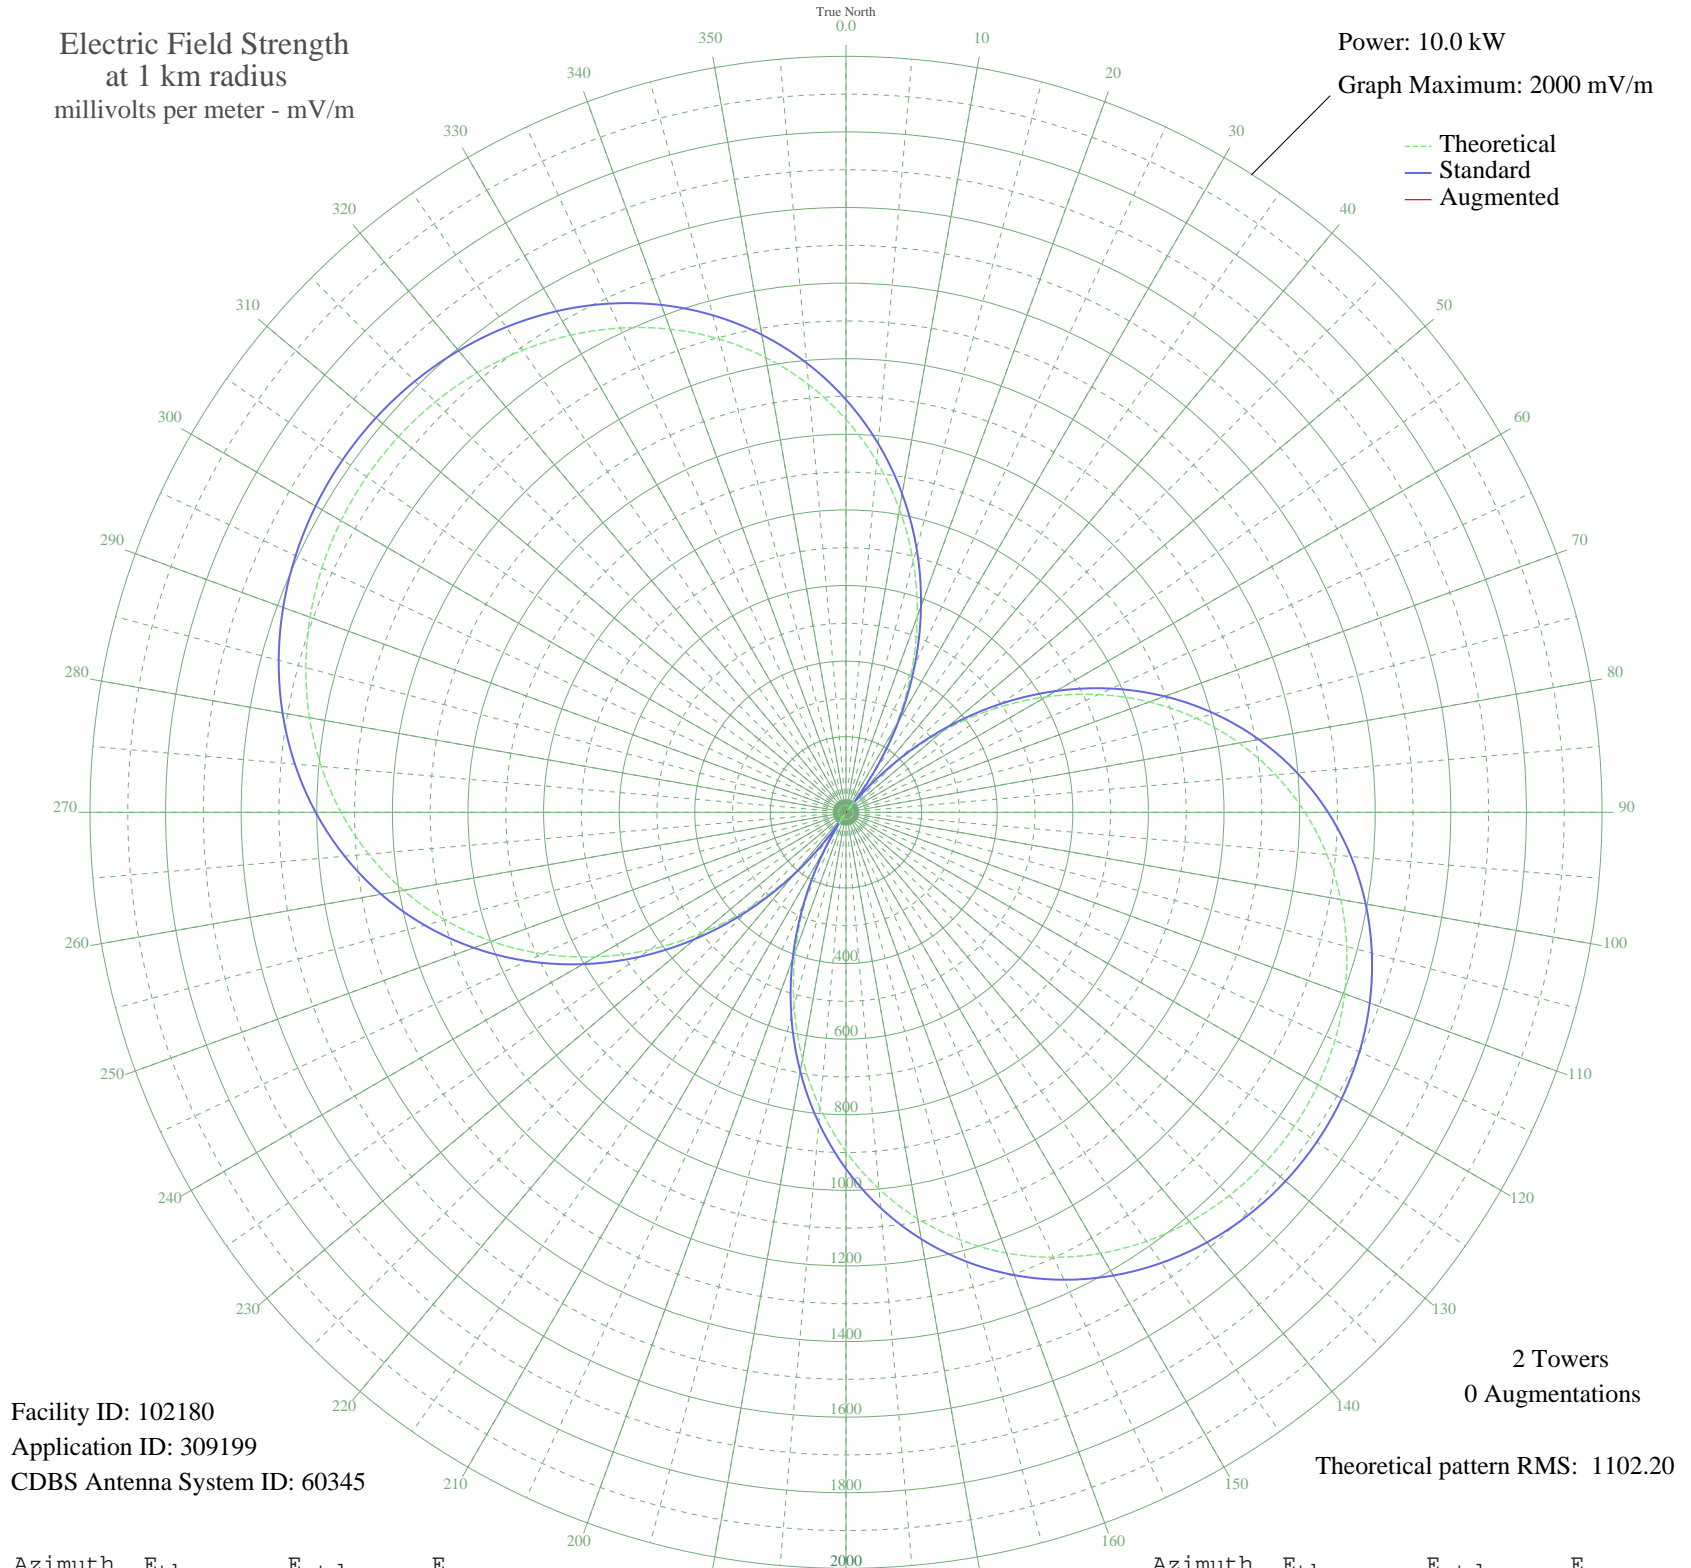 True North
Electric Field Strength
at 1 km radius
millivolts per meter - mV/m
Power: 10.0 kW
Graph Maximum: 2000 mV/m
Theoretical
Standard
Augmented
0.0
10
20
30
40
50
60
70
80
90
100
110
120
130
140
150
160
200
210
220
230
240
250
260
270
280
290
300
310
320
330
340
350
400
600
800
1000
1200
1400
1600
1800
2000
2 Towers
0 Augmentations
Theoretical pattern RMS: 1102.20
Facility ID: 102180
Application ID: 309199
CDBS Antenna System ID: 60345
Azimuth E E E Azimuth E E E